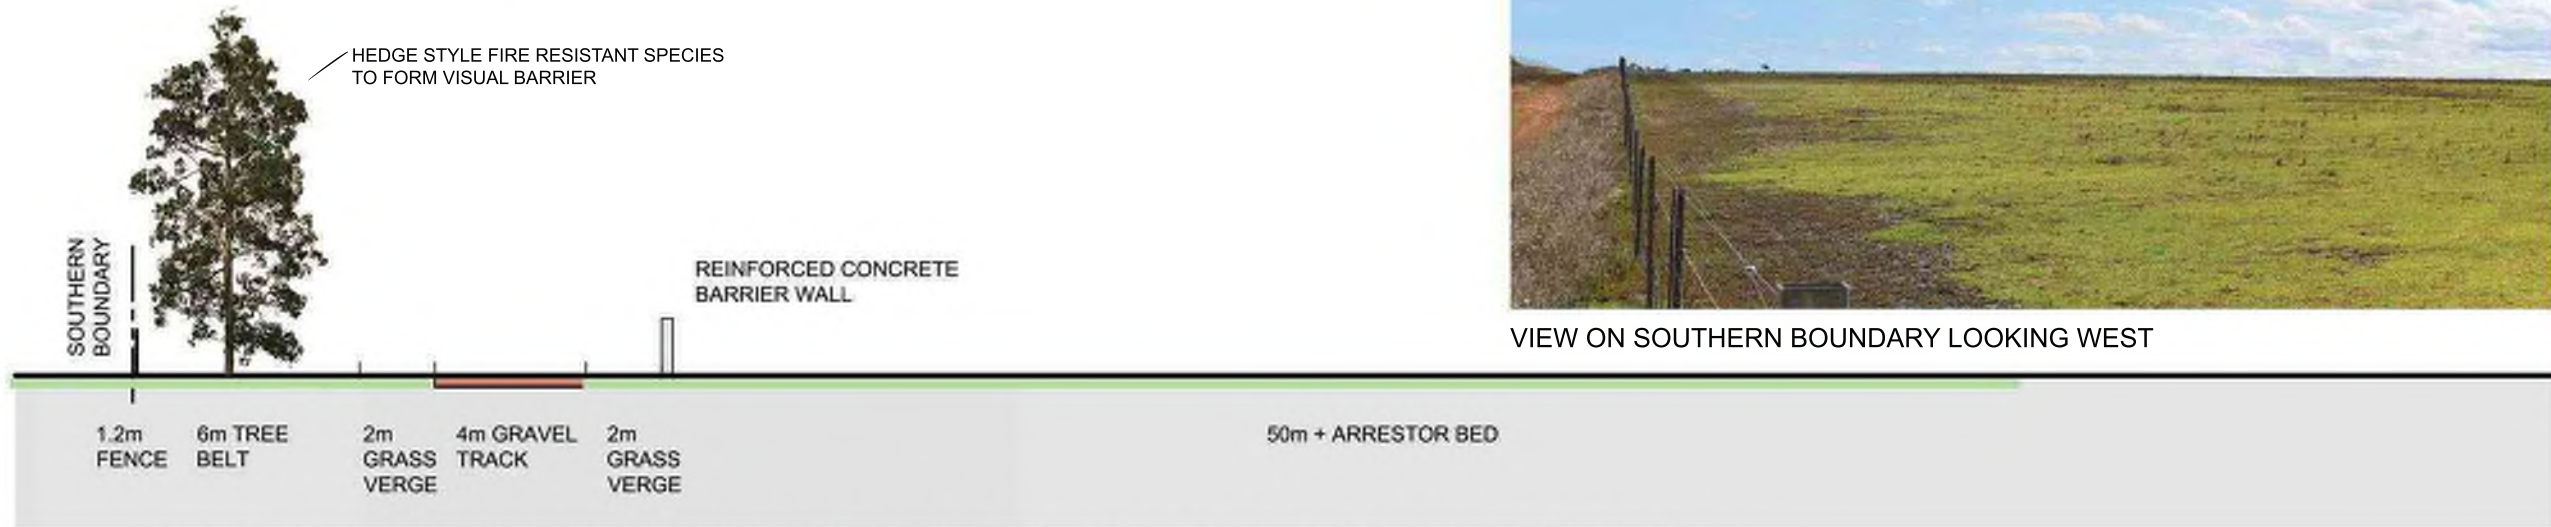 HEDGE STYLE FIRE RESISTANT SPECIES
TO FORM VISUAL BARRIER
SOUTHERN
BOUNDARY
REINFORCED CONCRETE
BARRIER WALL
VIEW ON SOUTHERN BOUNDARY LOOKING WEST
1.2m
FENCE
6m TREE
BELT
2m
GRASS
VERGE
4m GRAVEL
TRACK
2m
GRASS
VERGE
50m + ARRESTOR BED